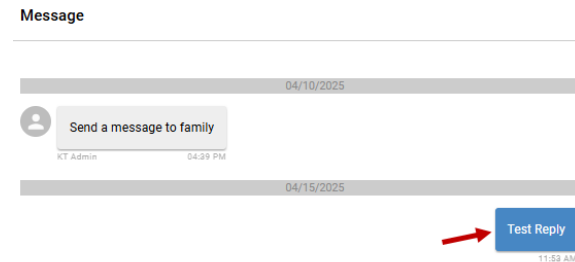 Message
04/10/2025
Send a message to family
KT Admin 04:39 PM
04/15/2025
Test Reply
11:53 AM